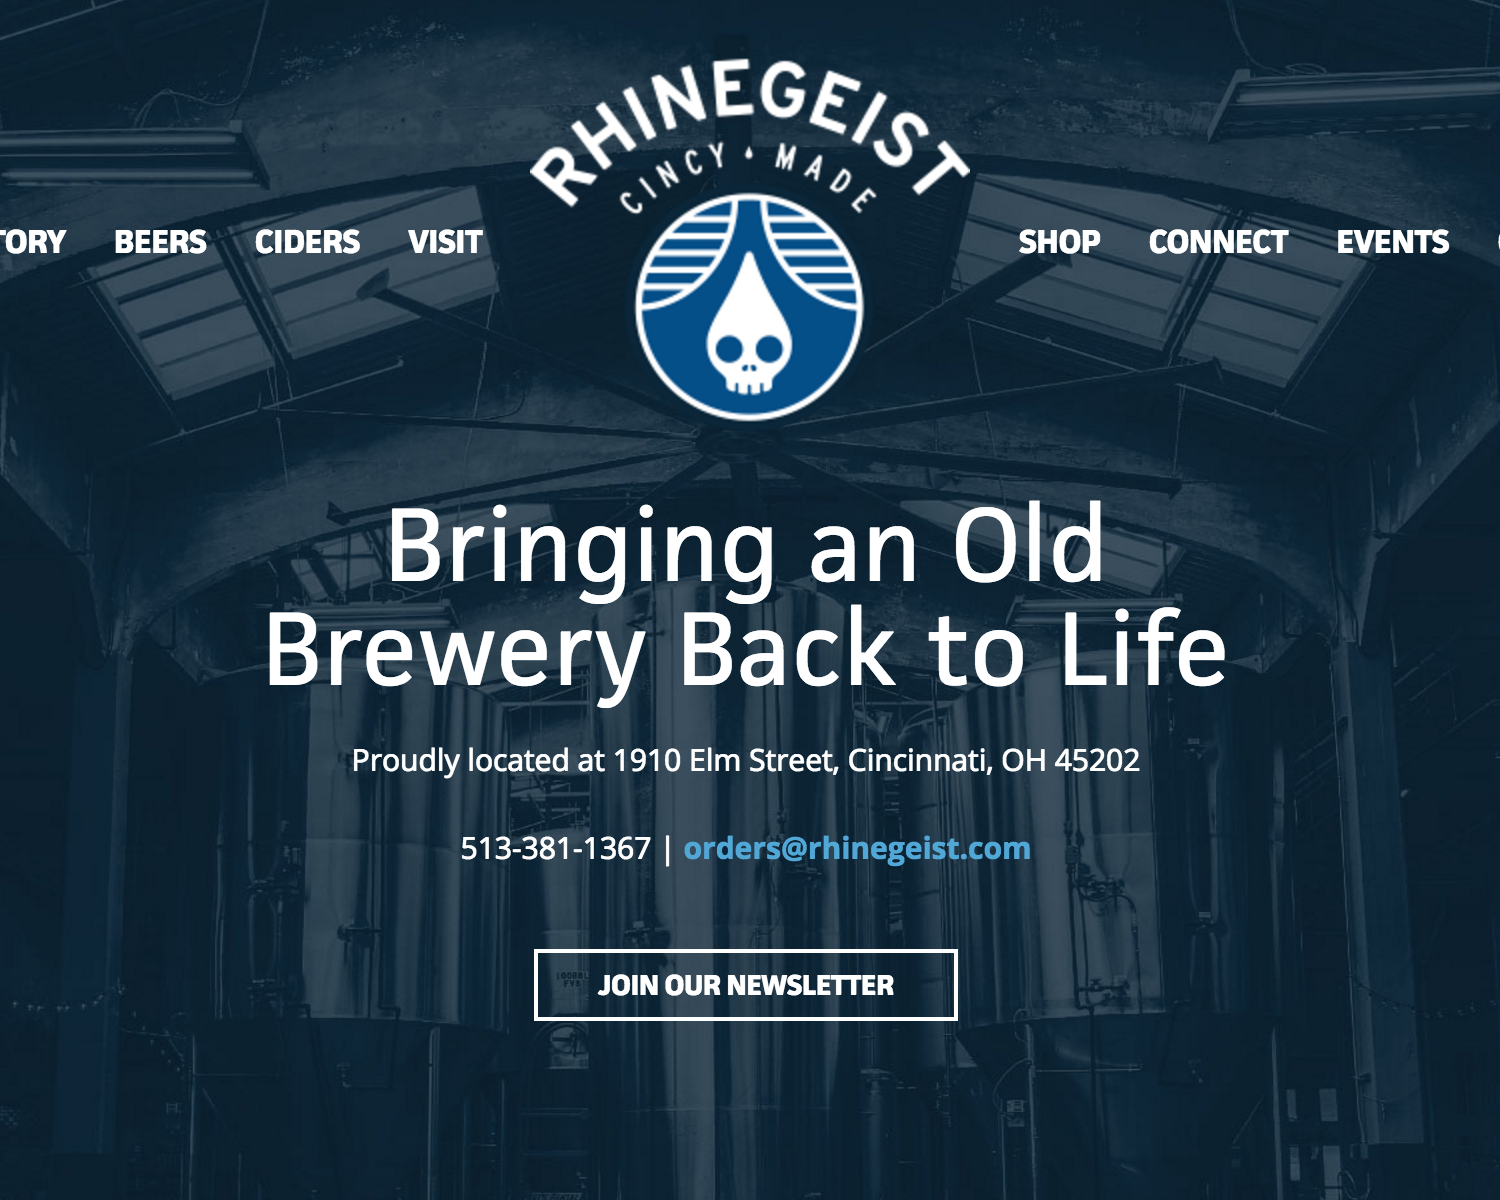 RHINEGEIST
CINCY MADE
BEERS CIDERS VISIT SHOP CONNECT EVENTS
Bringing an Old
Brewery Back to Life
Proudly located at 1910 Elm Street, Cincinnati, OH 45202
513-381-1367 | orders@rhinegeist.com
JOIN OUR NEWSLETTER